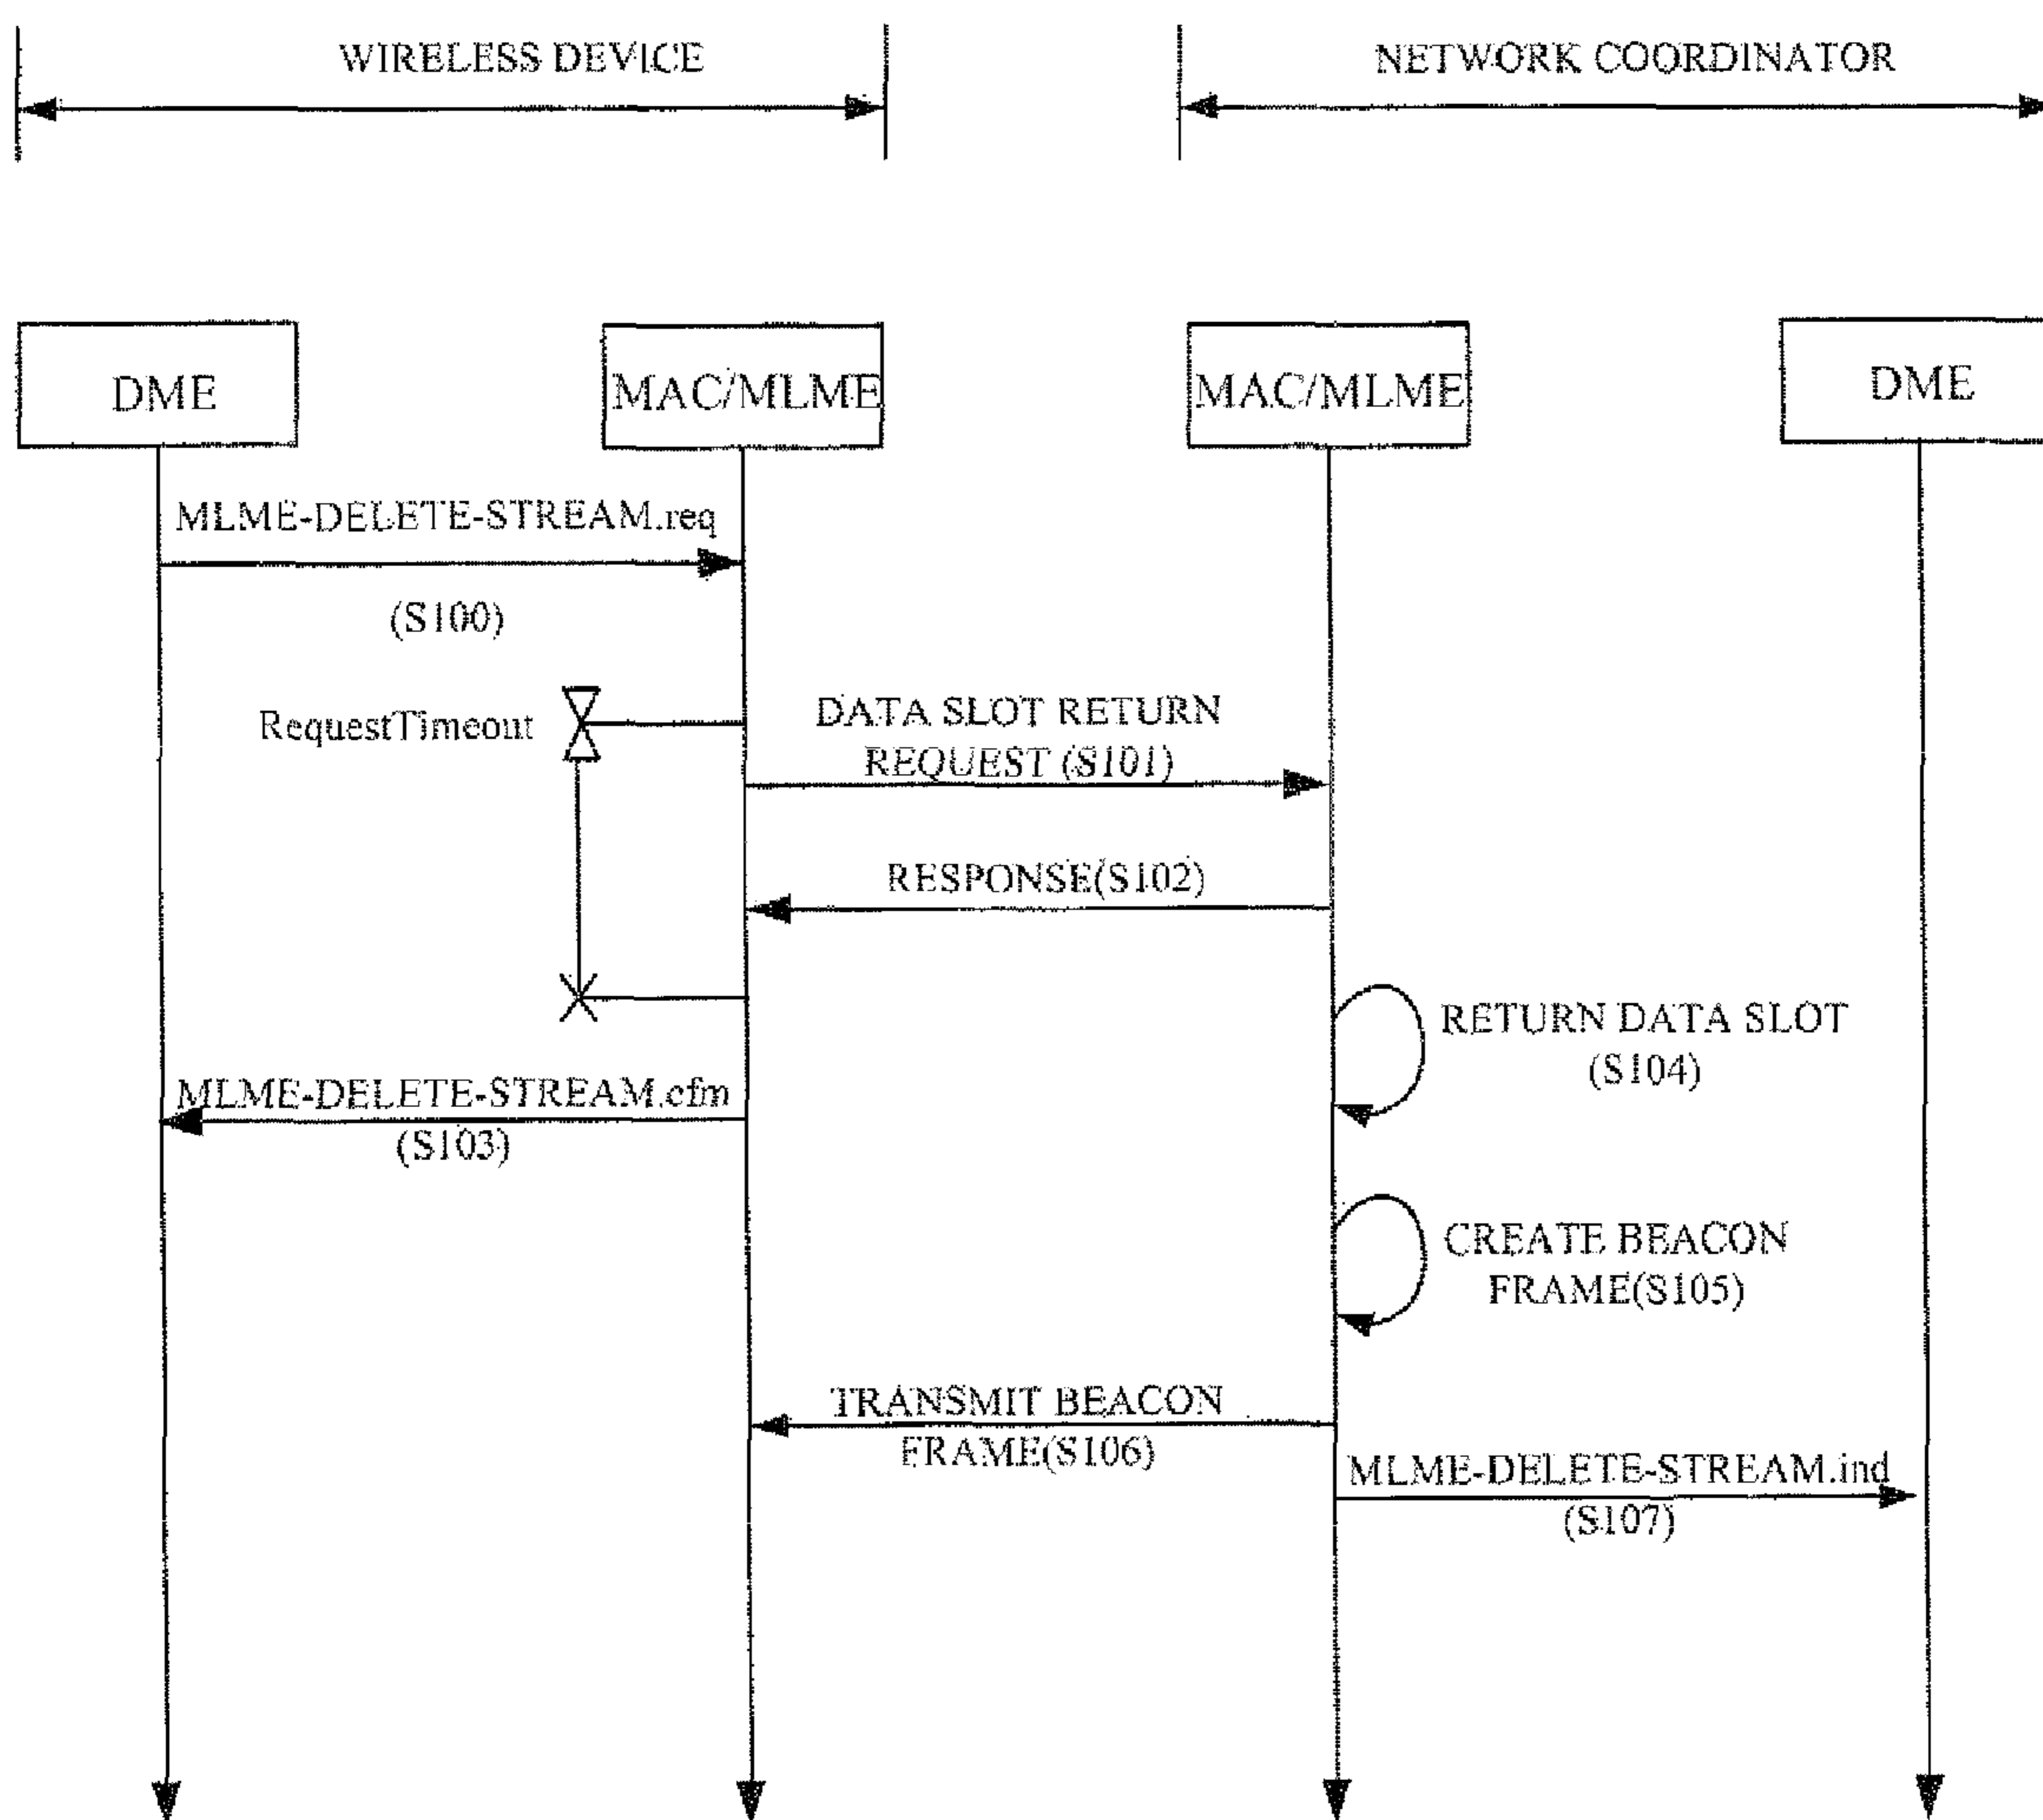 WIRELESS DEVICE
NETWORK COORDINATOR
DME
MAC/MLME
MAC/MLME
DME
MLME-DELETE-STREAM.req
(S100)
RequestTimeout
DATA SLOT RETURN
REQUEST (S101)
RESPONSE(S102)
RETURN DATA SLOT
(S104)
MLME-DELETE-STREAM.cfm
(S103)
CREATE BEACON
FRAME(S105)
TRANSMIT BEACON
FRAME(S106)
MLME-DELETE-STREAM.ind
(S107)